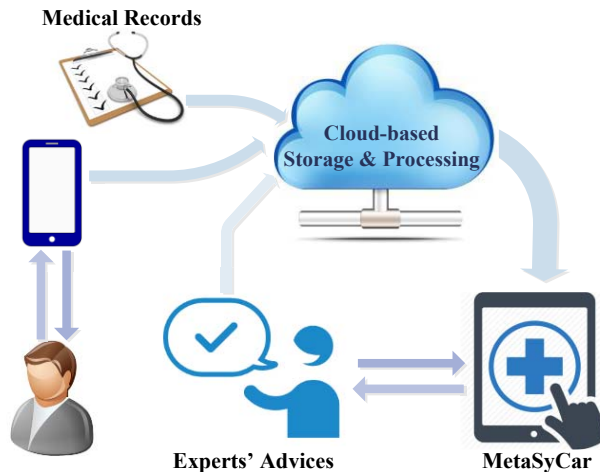 Medical Records
Cloud-based
Storage & Processing
Experts' Advices
MetaSyCar